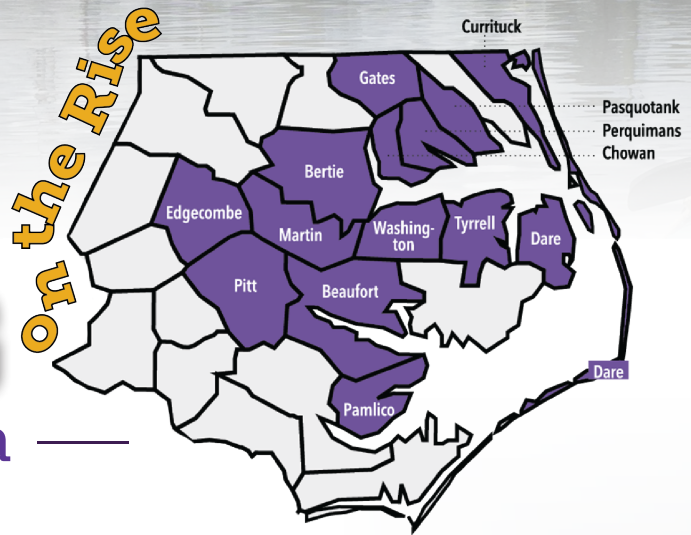 on the Rise
Currituck
Gates
Pasquotank
Perquimans
Chowan
Bertie
Edgecombe
Martin
Washing-
ton
Tyrrell
Dare
Pitt
Beaufort
Dare
Pamlico